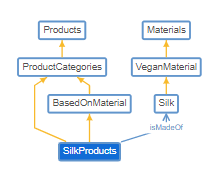 Products
Materials
ProductCategories
VeganMaterial
BasedOnMaterial
Silk
isMadeOf
SilkProducts